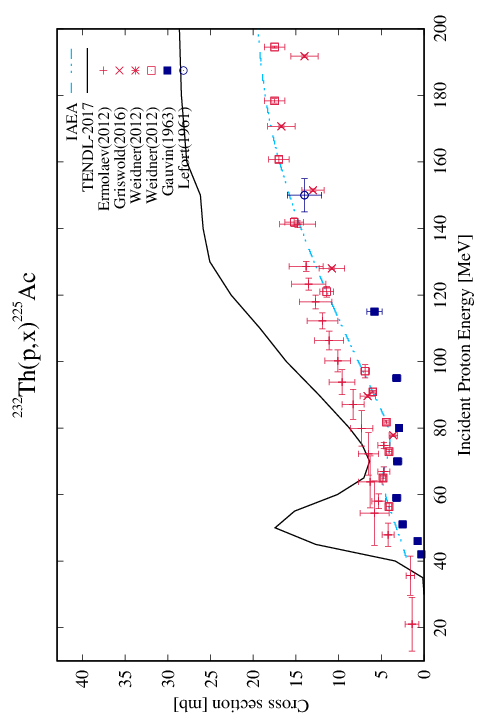 ²³²Th(p,x)²²⁵Ac
IAEA
TENDL-2017
Ermolaev(2012)
Griswold(2016)
Weidner(2012)
Weidner(2012)
Gauvin(1963)
Lefort(1961)
Cross section [mb]
0
5
10
15
20
25
30
35
40
20
40
60
80
100
120
140
160
180
200
Incident Proton Energy [MeV]